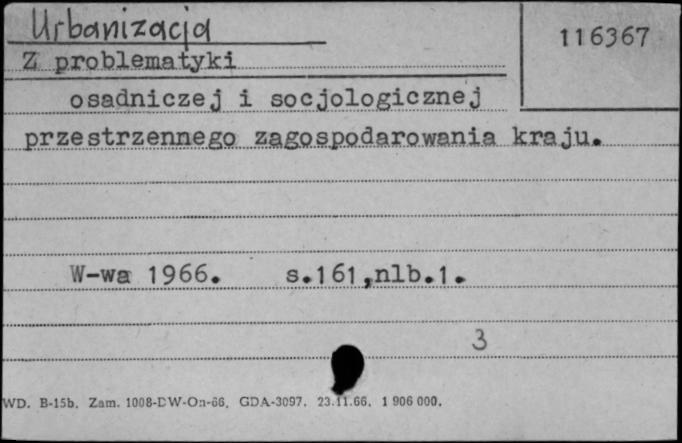 Urbanizacja
116367
Z problematyki
osadniczej i socjologicznej
przestrzennego zagospodarowania kraju.
W-wa 1966. s.161,nlb.1.
3
WD. B-15b. Zam. 1008-DW-On-66. GDA-3097. 23.11.66. 1 906 000.